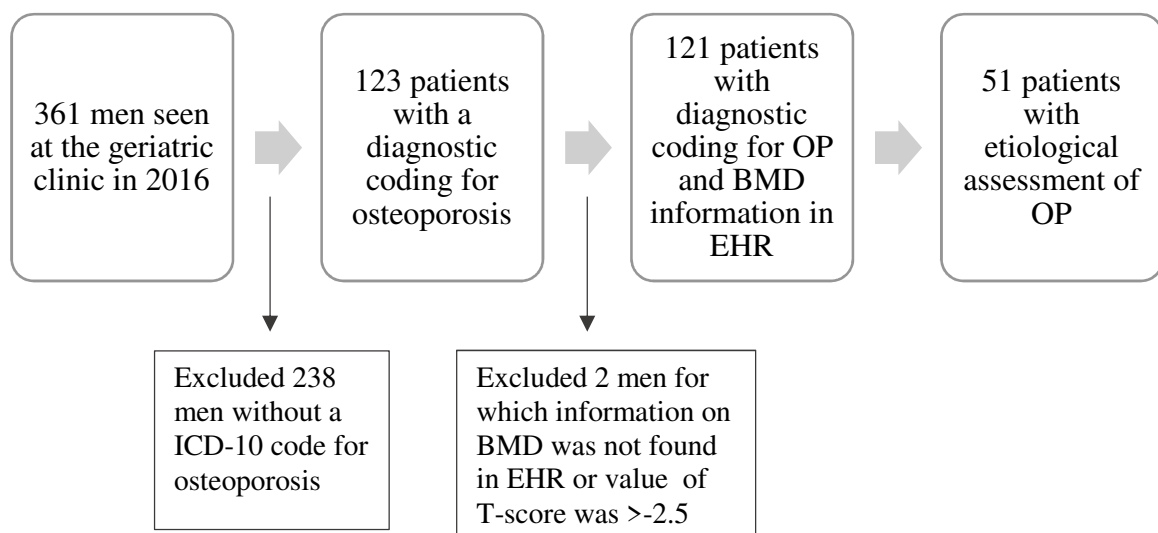 361 men seen
at the geriatric
clinic in 2016
123 patients
with a
diagnostic
coding for
osteoporosis
121 patients
with
diagnostic
coding for OP
and BMD
information in
EHR
51 patients
with
etiological
assessment of
OP
Excluded 238
men without a
ICD-10 code for
osteoporosis
Excluded 2 men for
which information on
BMD was not found
in EHR or value of
T-score was >-2.5